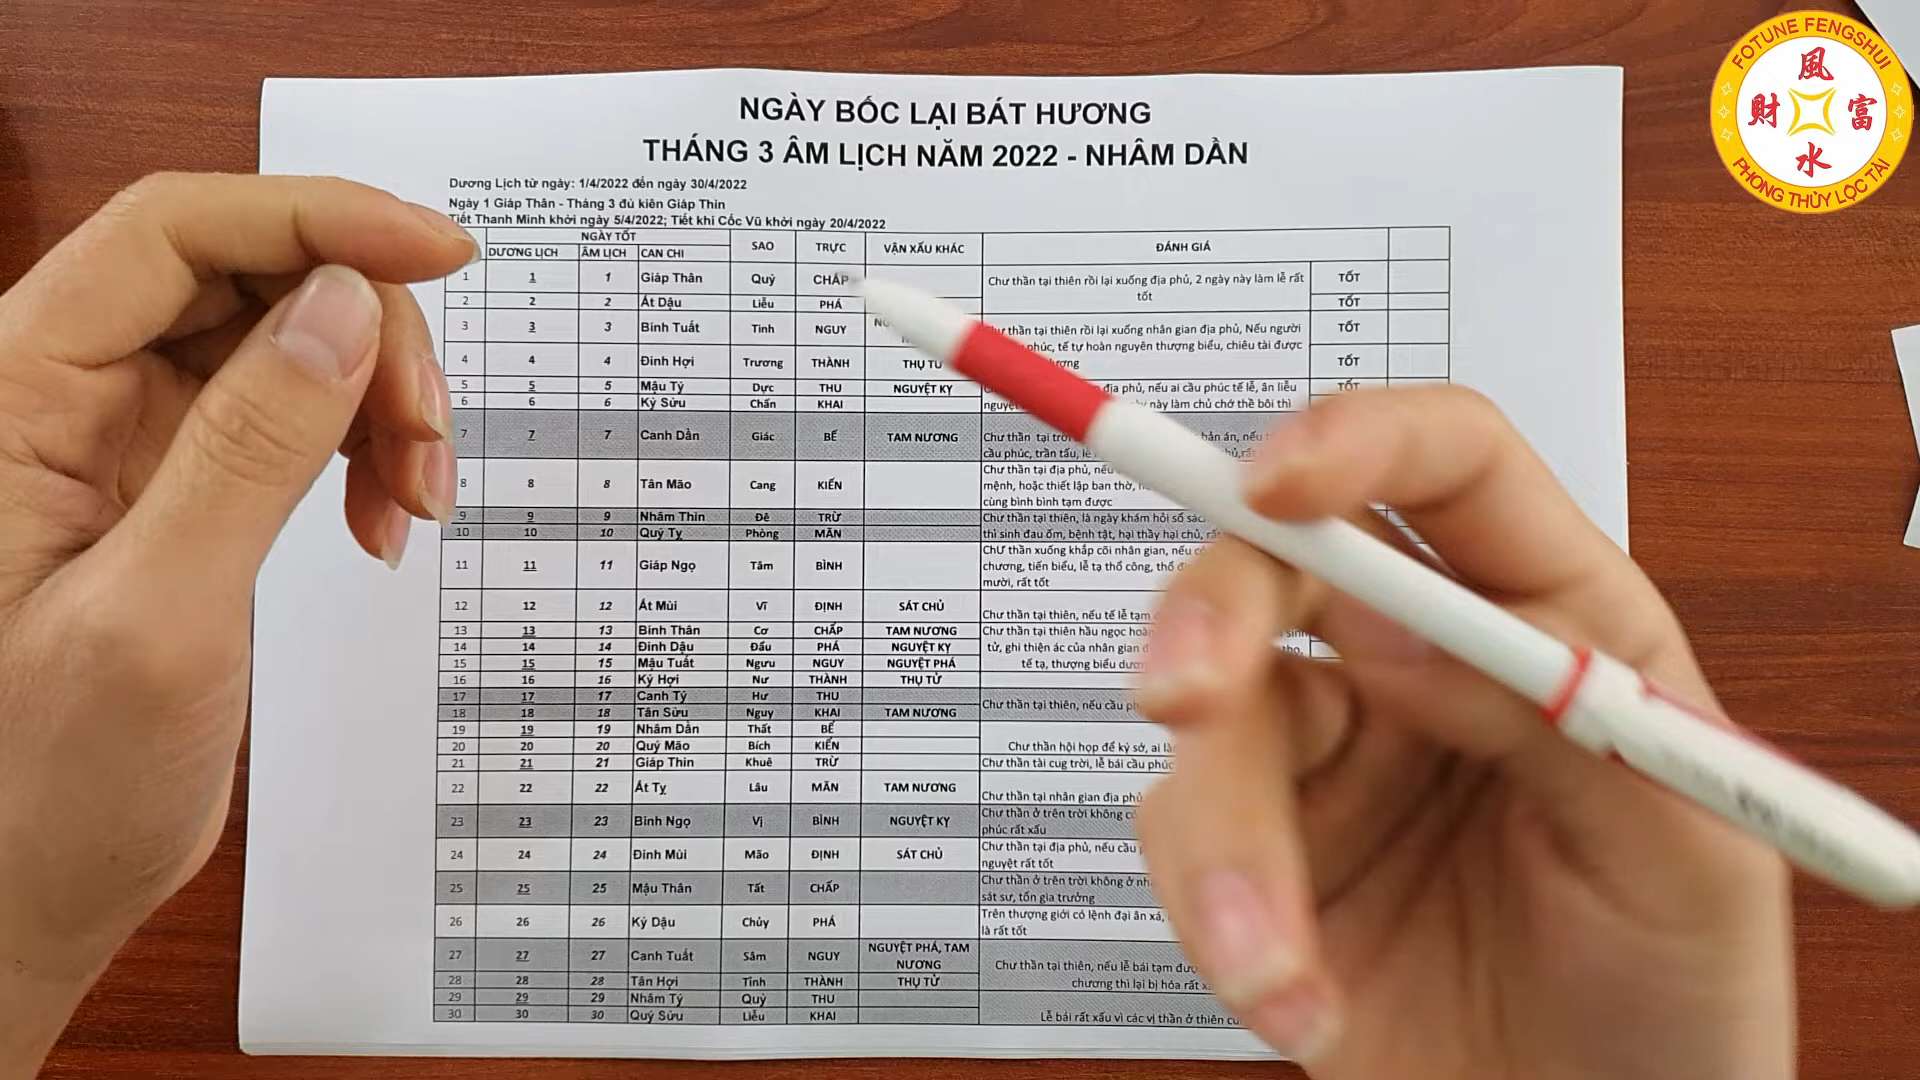 FOTUNE FENGSHUI
風
財 富
水
PHONG THỦY LỘC TÀI
NGÀY BỐC LẠI BÁT HƯƠNG
THÁNG 3 ÂM LỊCH NĂM 2022 - NHÂM DẦN
Dương Lịch từ ngày: 1/4/2022 đến ngày 30/4/2022
Ngày 1 Giáp Thân - Tháng 3 đủ kiên Giáp Thìn
Tiết Thanh Minh khởi ngày 5/4/2022; Tiết khí Cốc Vũ khởi ngày 20/4/2022
NGÀY TỐT SAO TRỰC VẬN XẤU KHÁC ĐÁNH GIÁ
DƯƠNG LỊCH ÂM LỊCH CAN CHI
1 1 1 Giáp Thân Quỷ CHẤP Chư thần tại thiên rồi lại xuống địa phủ, 2 ngày này làm lễ rất tốt TỐT
2 2 2 Ất Dậu Liễu PHÁ TỐT
3 3 3 Bính Tuất Tinh NGUY thần tại thiên rồi lại xuống nhân gian địa phủ, Nếu người TỐT
phúc, tế tự hoàn nguyên thượng biểu, chiêu tài được
4 4 4 Đinh Hợi Trương THÀNH THỤ TỬ TỐT
5 5 5 Mậu Tý Dực THU NGUYỆT KỴ địa phủ, nếu ai cầu phúc tế lễ, ân liễu TỐT
6 6 6 Kỷ Sửu Chẩn KHAI nguyệt này làm chủ chớ thề bôi thì
7 7 7 Canh Dần Giác BẾ TAM NƯƠNG Chư thần tại trời bản án, nếu
cầu phúc, trần tấu, lễ
8 8 8 Tân Mão Cang KIẾN Chư thần tại địa phủ, nếu
mệnh, hoặc thiết lập ban thờ,
cùng bình bình tạm được
9 9 9 Nhâm Thìn Đê TRỪ Chư thần tại thiên, là ngày khám hỏi sổ sách
10 10 10 Quý Tỵ Phòng MÃN thì sinh đau ốm, bệnh tật, hại thầy hại chủ, rất
11 11 11 Giáp Ngọ Tâm BÌNH ChƯ thần xuống khắp cõi nhân gian, nếu có
chương, tiến biểu, lễ tạ thổ công, thổ
mười, rất tốt
12 12 12 Ất Mùi Vĩ ĐỊNH SÁT CHỦ Chư thần tại thiên, nếu tế lễ tạm
13 13 13 Bính Thân Cơ CHẤP TAM NƯƠNG Chư thần tại thiên hầu ngọc hoàng sinh
14 14 14 Đinh Dậu Đẩu PHÁ NGUYỆT KỴ tử, ghi thiện ác của nhân gian thọ,
15 15 15 Mậu Tuất Ngưu NGUY NGUYỆT PHÁ tế tạ, thượng biểu
16 16 16 Kỷ Hợi Nư THÀNH THỤ TỬ
17 17 17 Canh Tý Hư THU Chư thần tại thiên, nếu cầu
18 18 18 Tân Sửu Nguy KHAI TAM NƯƠNG
19 19 19 Nhâm Dần Thất BẾ
20 20 20 Quý Mão Bích KIẾN Chư thần hội họp để ký sớ, ai
21 21 21 Giáp Thìn Khuê TRỪ Chư thần tài cug trời, lễ bái cầu phúc
22 22 22 Ất Tỵ Lâu MÃN TAM NƯƠNG Chư thần tại nhân gian địa phủ
23 23 23 Bính Ngọ Vị BÌNH NGUYỆT KỴ Chư thần ở trên trời không
phúc rất xấu
24 24 24 Đinh Mùi Mão ĐỊNH SÁT CHỦ Chư thần tại địa phủ, nếu cầu
nguyệt rất tốt
25 25 25 Mậu Thân Tất CHẤP Chư thần ở trên trời không ở
sát sư, tổn gia trưởng
26 26 26 Kỷ Dậu Chủy PHÁ Trên thượng giới có lệnh đại ân xá,
là rất tốt
27 27 27 Canh Tuất Sâm NGUY NGUYỆT PHÁ, TAM NƯƠNG Chư thần tại thiên, nếu lễ bái tạm
28 28 28 Tân Hợi Tỉnh THÀNH THỤ TỬ chương thì lại bị hóa rất
29 29 29 Nhâm Tý Quỷ THU
30 30 30 Quý Sửu Liễu KHAI Lễ bái rất xấu vì các vị thần ở thiên